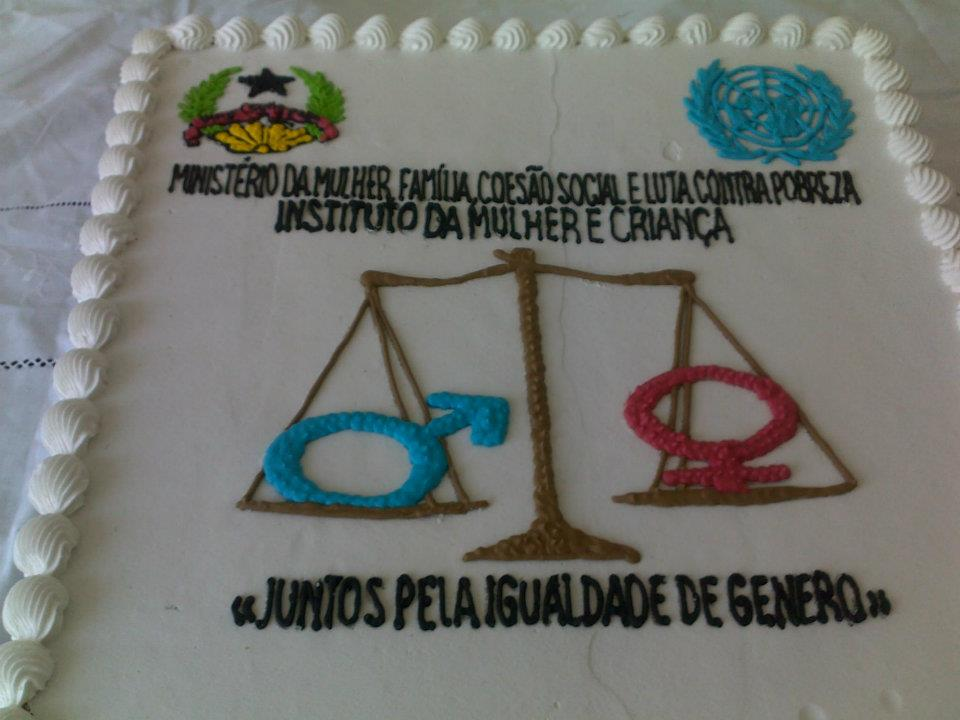 MINISTÉRIO DA MULHER, FAMÍLIA, COESÃO SOCIAL E LUTA CONTRA POBREZA
INSTITUTO DA MULHER E CRIANÇA
«JUNTOS PELA IGUALDADE DE GENERO»